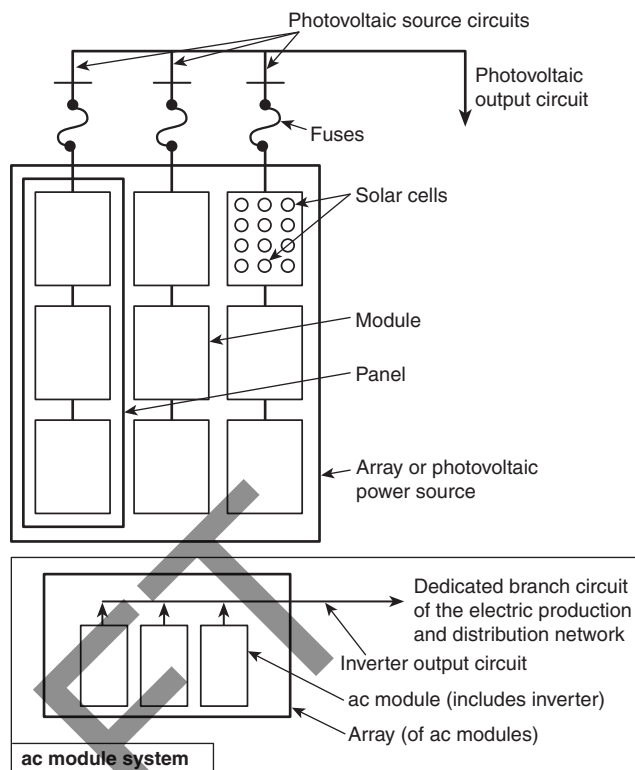 Photovoltaic source circuits
Photovoltaic
output circuit
Fuses
Solar cells
Module
Panel
Array or photovoltaic
power source
Dedicated branch circuit
of the electric production
and distribution network
Inverter output circuit
ac module (includes inverter)
Array (of ac modules)
ac module system